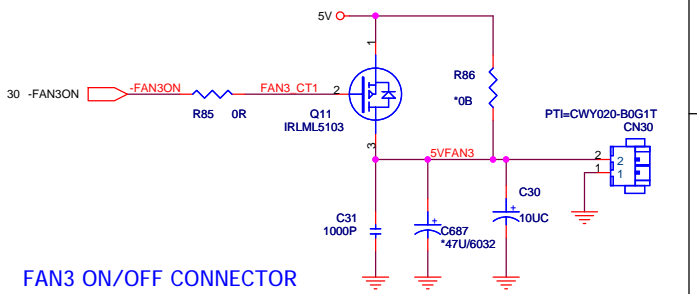 5V
1
R86
*0B
30 -FAN3ON
-FAN3ON
FAN3_CT1
2
R85 0R
Q11
IRLML5103
PTI=CWY020-B0G1T
CN30
3
5VFAN3
2 2
1 1
C30
10UC
C31
1000P
C687
*47U/6032
+
+
FAN3 ON/OFF CONNECTOR